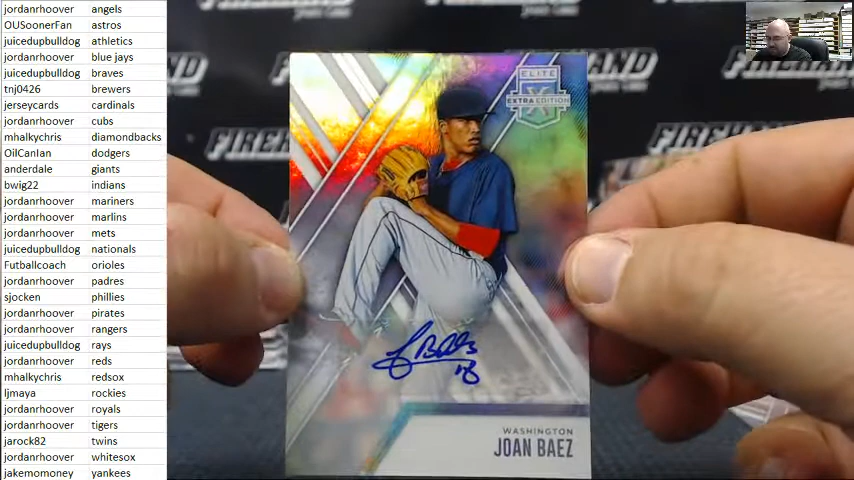 jordanrhoover angels
OUSoonerFan astros
juicedupbulldog athletics
jordanrhoover blue jays
juicedupbulldog braves
tnj0426 brewers
jerseycards cardinals
jordanrhoover cubs
mhalkychris diamondbacks
OilCanIan dodgers
anderdale giants
bwig22 indians
jordanrhoover mariners
jordanrhoover marlins
jordanrhoover mets
juicedupbulldog nationals
Futballcoach orioles
jordanrhoover padres
sjocken phillies
jordanrhoover pirates
jordanrhoover rangers
juicedupbulldog rays
jordanrhoover reds
mhalkychris redsox
ljmaya rockies
jordanrhoover royals
jordanrhoover tigers
jarock82 twins
jordanrhoover whitesox
jakemomoney yankees
FIREHAND
FIREHAND
ELITE
EXTRA EDITION
WASHINGTON
JOAN BAEZ